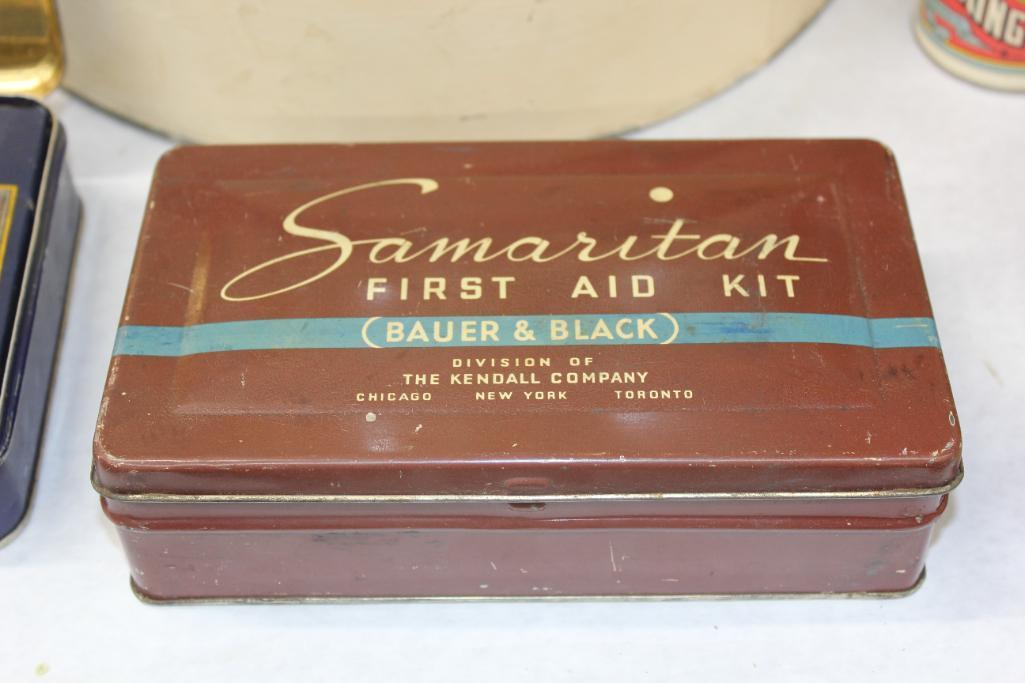 Samaritan
FIRST AID KIT
(BAUER & BLACK)
DIVISION OF
THE KENDALL COMPANY
CHICAGO NEW YORK TORONTO